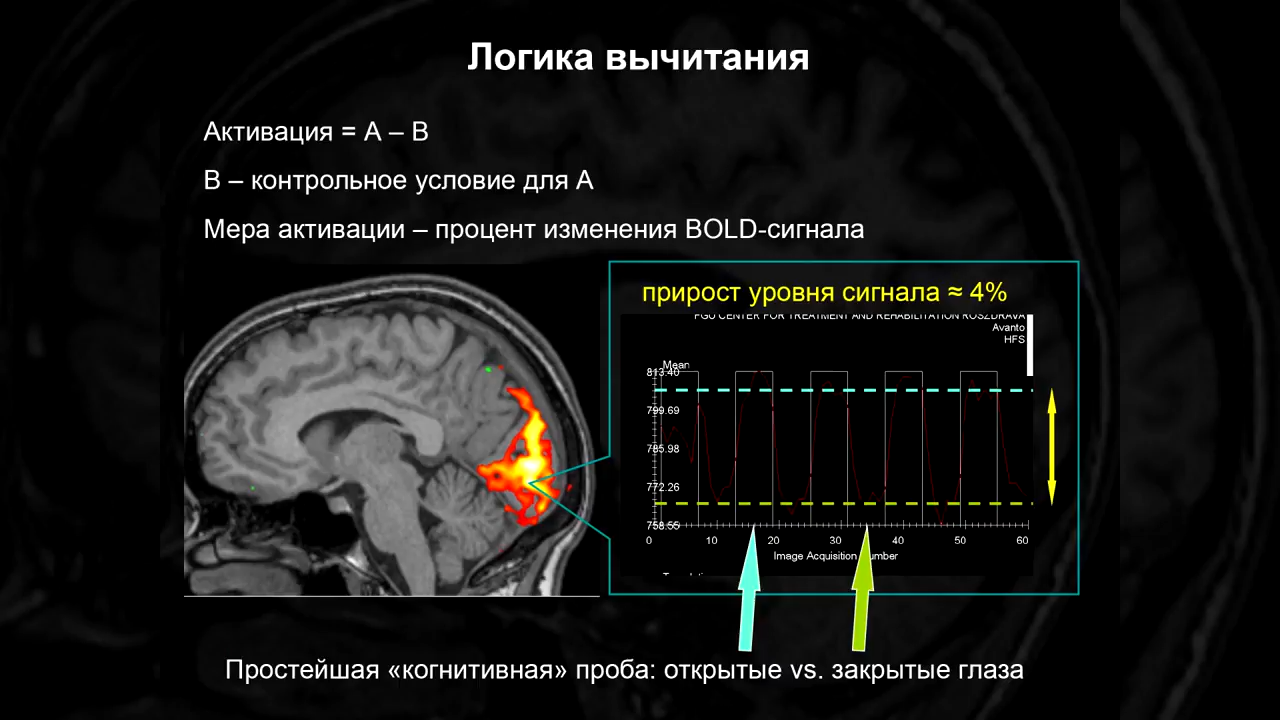 Логика вычитания
Активация = А – В
В – контрольное условие для А
Мера активации – процент изменения BOLD-сигнала
прирост уровня сигнала ≈ 4%
FGU CENTER FOR TREATMENT AND REHABILITATION ROSZDRAVA
Avanto
HFS
Mean
813.40
799.69
785.98
772.26
758.55
0 10 20 30 40 50 60
Image Acquisition umber
Простейшая «когнитивная» проба: открытые vs. закрытые глаза